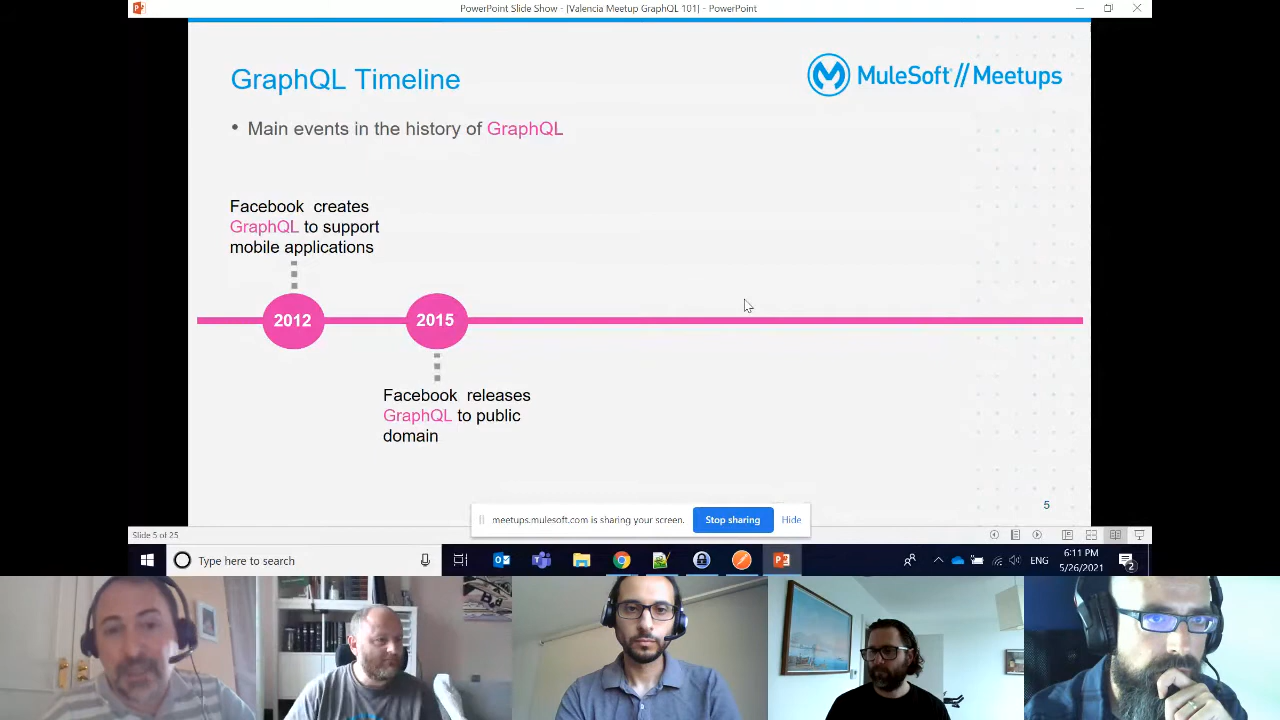 PowerPoint Slide Show - [Valencia Meetup GraphQL 101] - PowerPoint
GraphQL Timeline
MuleSoft // Meetups
• Main events in the history of GraphQL
Facebook creates
GraphQL to support
mobile applications
2012
2015
Facebook releases
GraphQL to public
domain
5
meetups.mulesoft.com is sharing your screen.
Stop sharing
Hide
Slide 5 of 25
Type here to search
ENG
6:11 PM
5/26/2021
2